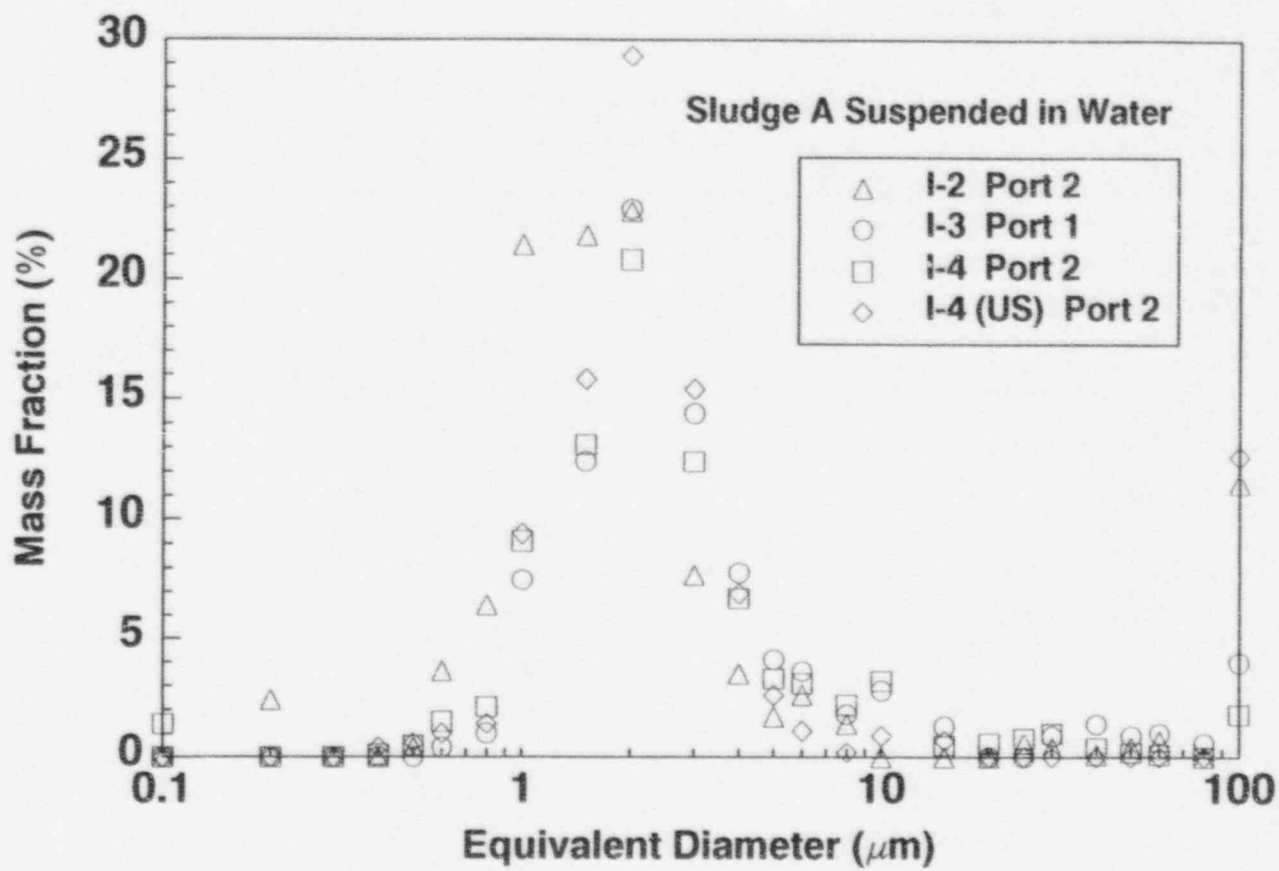 30
25
20
15
10
5
0
Mass Fraction (%)
Sludge A Suspended in Water
I-2 Port 2
I-3 Port 1
I-4 Port 2
I-4 (US) Port 2
0.1
1
10
100
Equivalent Diameter (μm)